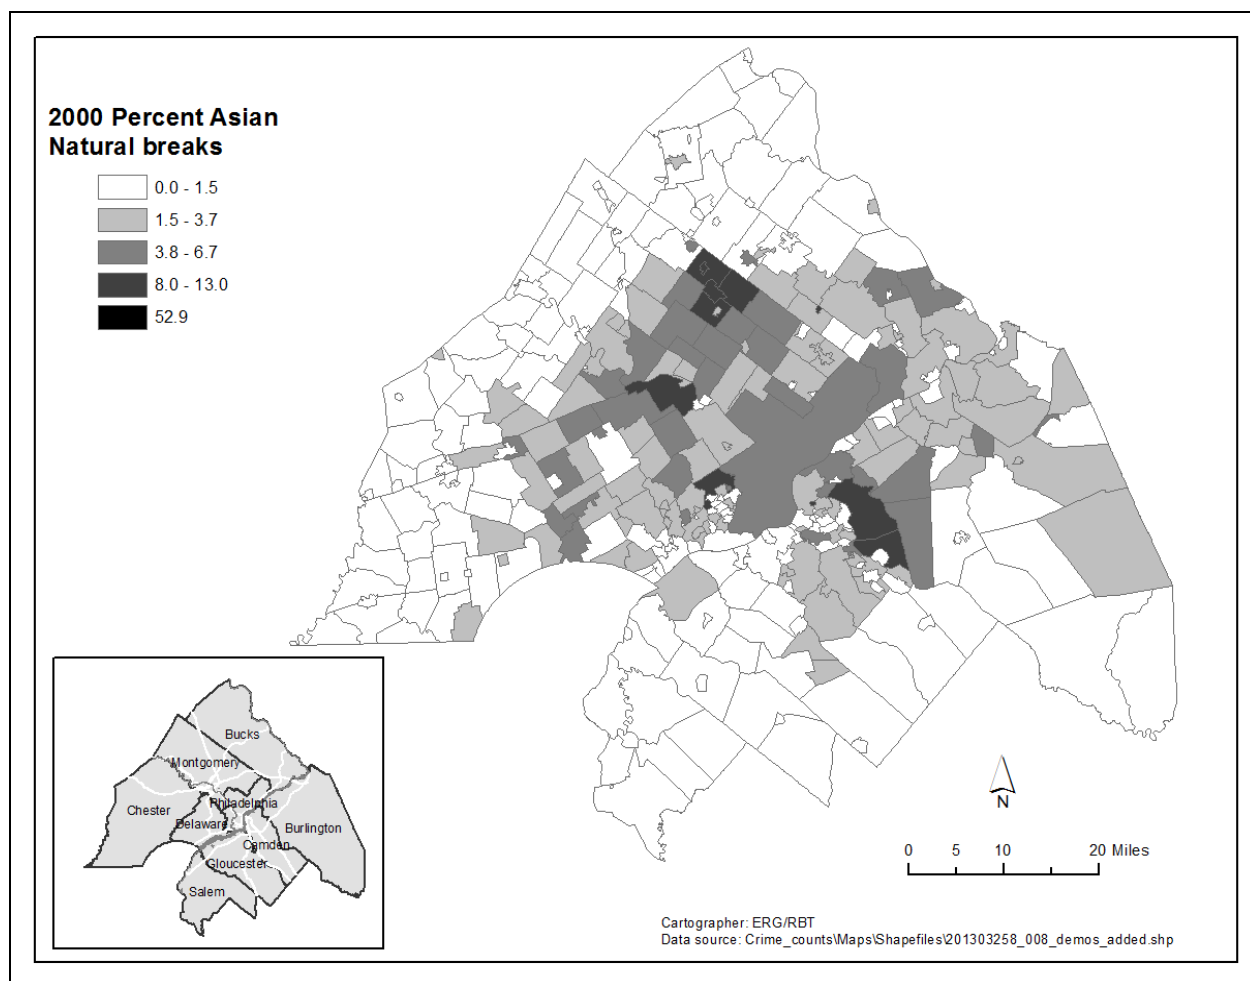 2000 Percent Asian
Natural breaks
0.0 - 1.5
1.5 - 3.7
3.8 - 6.7
8.0 - 13.0
52.9
Bucks
Montgomery
Philadelphia
Chester
Delaware
Burlington
Camden
Gloucester
Salem
N
0 5 10 20 Miles
Cartographer: ERG/RBT
Data source: Crime_counts\Maps\Shapefiles\201303258_008_demos_added.shp